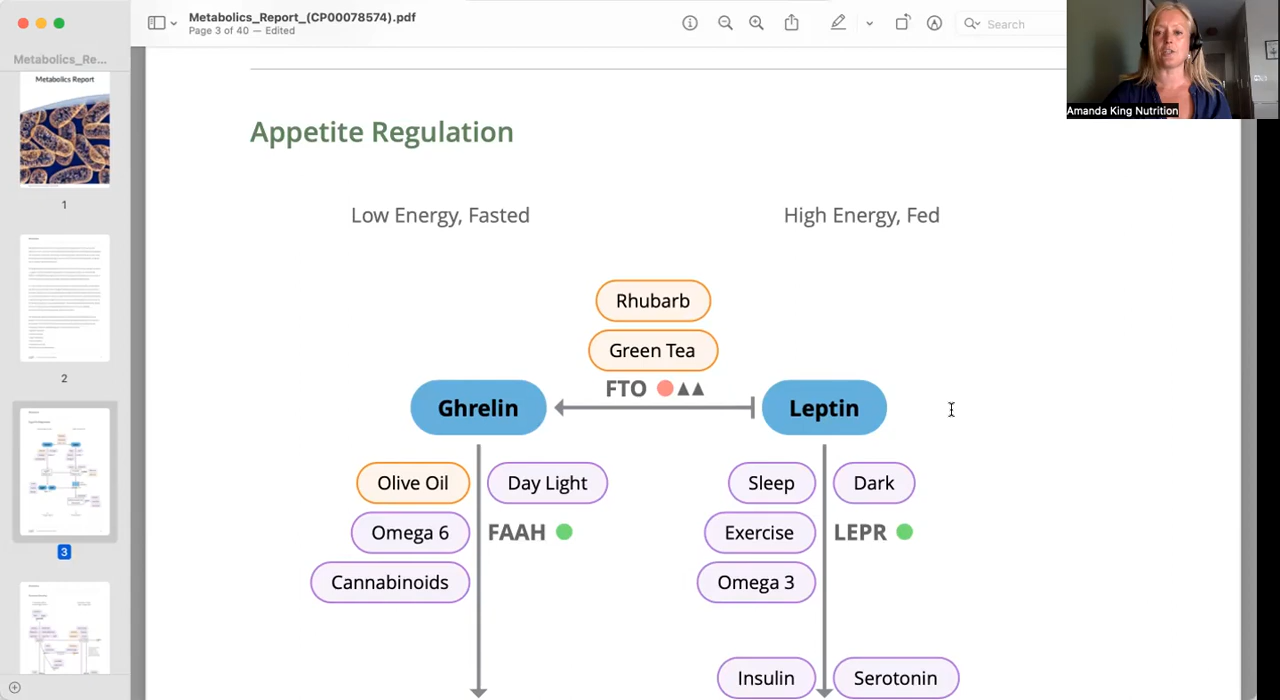 Metabolics_Report_(CP00078574).pdf
Page 3 of 40 — Edited
Search
Metabolics_Re...
Metabolics Report
1
2
3
Amanda King Nutrition
Appetite Regulation
Low Energy, Fasted
High Energy, Fed
Rhubarb
Green Tea
FTO
Ghrelin
Leptin
Olive Oil
Day Light
Sleep
Dark
Omega 6
FAAH
Exercise
LEPR
Cannabinoids
Omega 3
Insulin
Serotonin